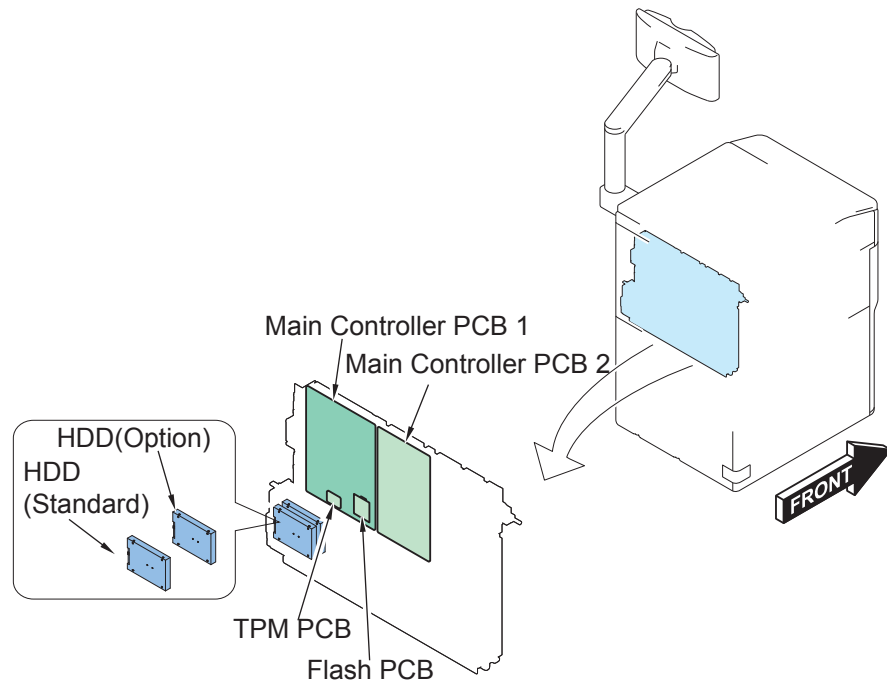 Main Controller PCB 1
Main Controller PCB 2
HDD(Option)
HDD
(Standard)
FRONT
TPM PCB
Flash PCB